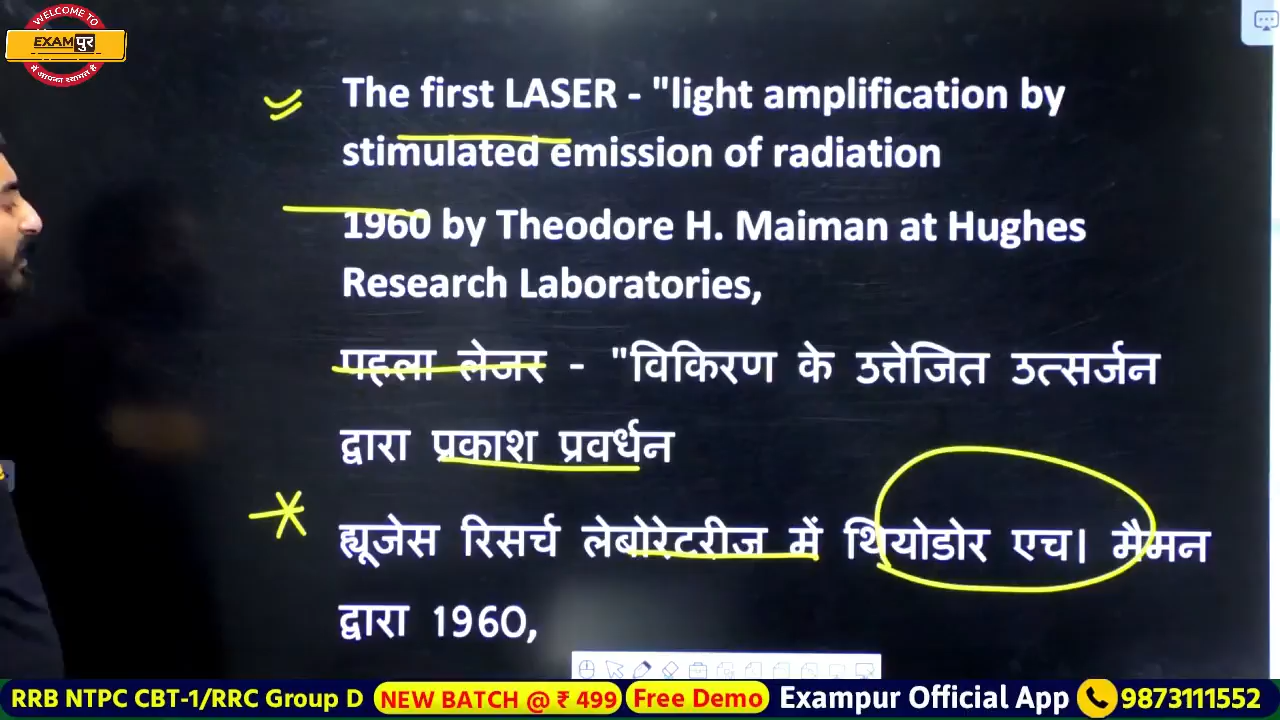 WELCOME TO
EXAMपुर
में आपका स्वागत है
The first LASER - "light amplification by
stimulated emission of radiation
1960 by Theodore H. Maiman at Hughes
Research Laboratories,
पहला लेजर - "विकिरण के उत्तेजित उत्सर्जन
द्वारा प्रकाश प्रवर्धन
ह्यूजेस रिसर्च लेबोरेटरीज में थियोडोर एच। मैमन
द्वारा 1960,
RRB NTPC CBT-1/RRC Group D NEW BATCH @ ₹ 499 Free Demo Exampur Official App 9873111552